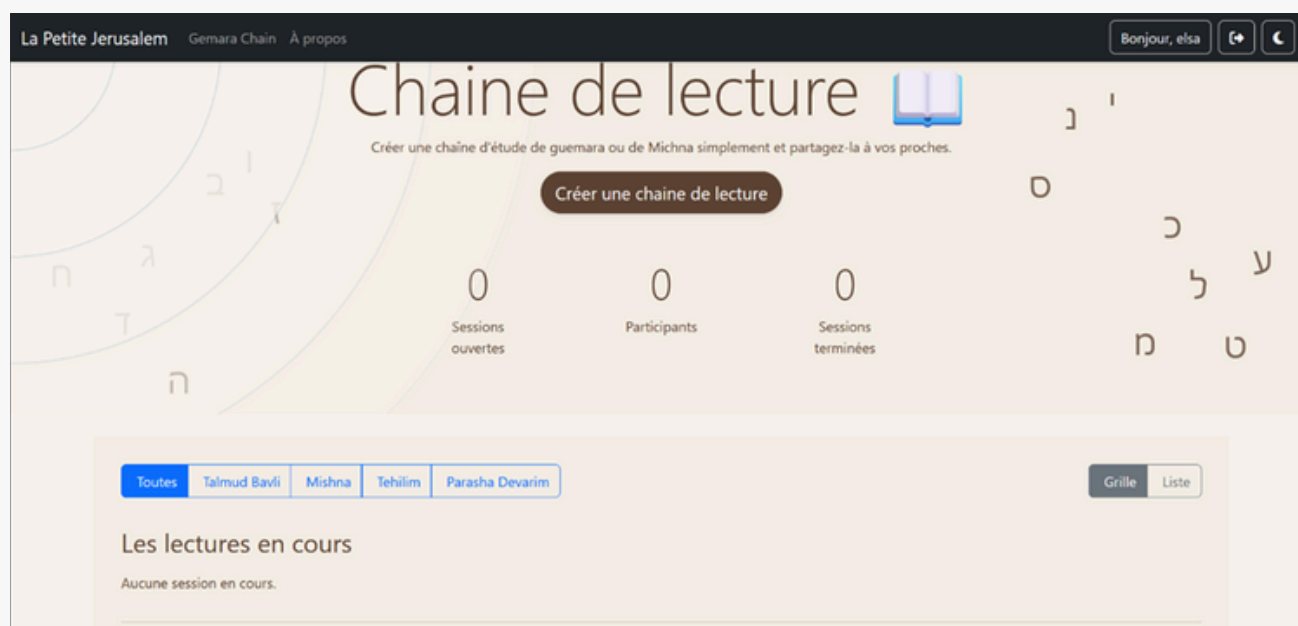 La Petite Jerusalem Gemara Chain À propos Bonjour, elsa
Chaine de lecture
Créer une chaîne d'étude de guemara ou de Michna simplement et partagez-la à vos proches.
Créer une chaine de lecture
0 0 0
Sessions ouvertes Participants Sessions terminées
י
נ
ו
ב
ס
ז
כ
ג
ע
ח
ל
ד
מ
ט
ה
Toutes Talmud Bavli Mishna Tehilim Parasha Devarim Grille Liste
Les lectures en cours
Aucune session en cours.